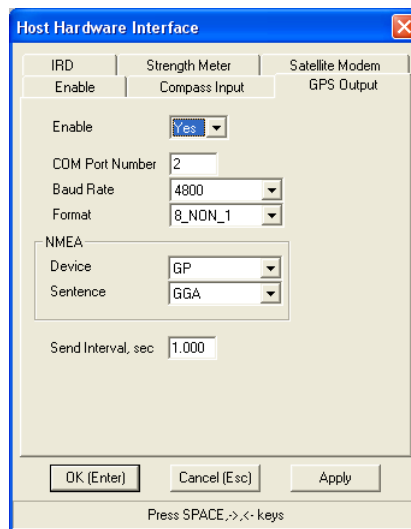 Host Hardware Interface
IRD Strength Meter Satellite Modem
Enable Compass Input GPS Output
Enable Yes
COM Port Number 2
Baud Rate 4800
Format 8_NON_1
NMEA
Device GP
Sentence GGA
Send Interval, sec 1.000
OK (Enter) Cancel (Esc) Apply
Press SPACE,->,<- keys